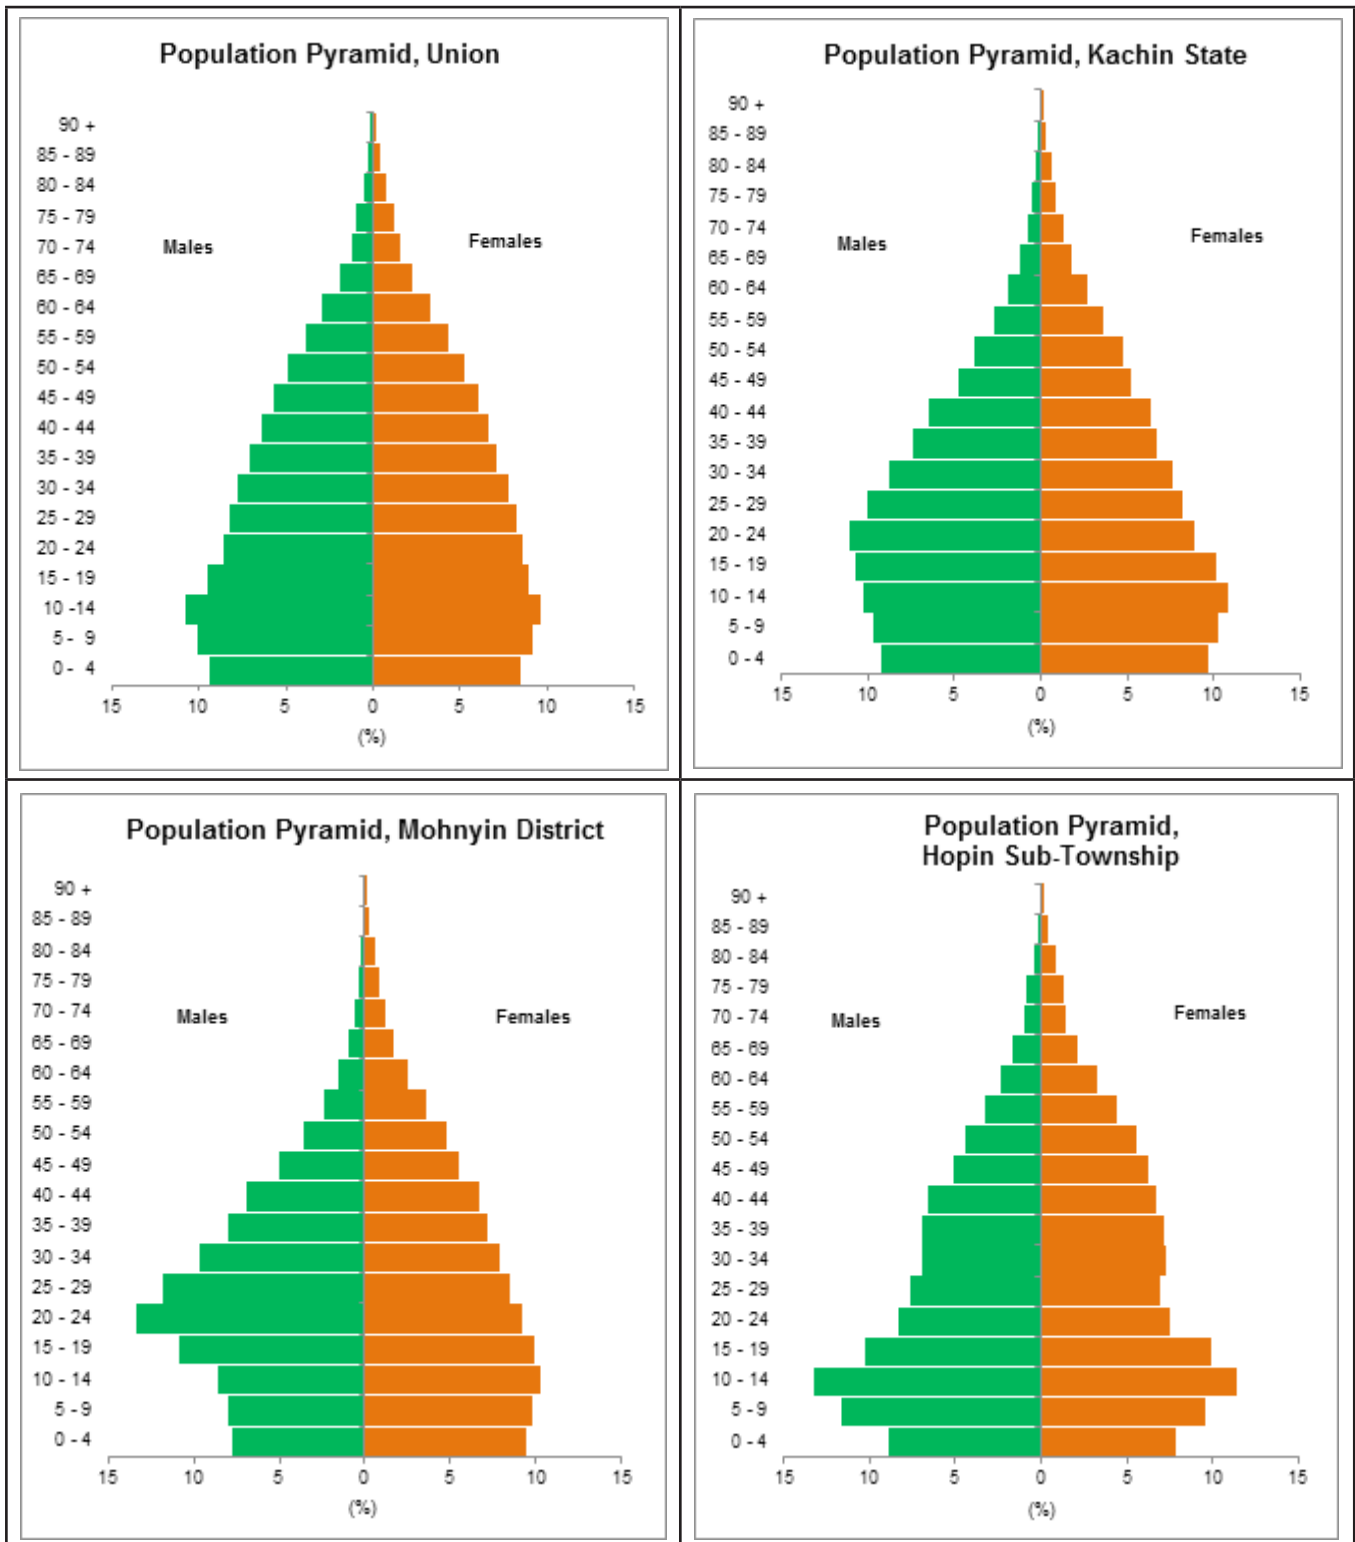 Population Pyramid, Union
90 +
85 - 89
80 - 84
75 - 79
70 - 74
65 - 69
60 - 64
55 - 59
50 - 54
45 - 49
40 - 44
35 - 39
30 - 34
25 - 29
20 - 24
15 - 19
10 -14
5 - 9
0 - 4
Males
Females
15 10 5 0 5 10 15
(%)
Population Pyramid, Kachin State
90 +
85 - 89
80 - 84
75 - 79
70 - 74
65 - 69
60 - 64
55 - 59
50 - 54
45 - 49
40 - 44
35 - 39
30 - 34
25 - 29
20 - 24
15 - 19
10 - 14
5 - 9
0 - 4
Males
Females
15 10 5 0 5 10 15
(%)
Population Pyramid, Mohnyin District
90 +
85 - 89
80 - 84
75 - 79
70 - 74
65 - 69
60 - 64
55 - 59
50 - 54
45 - 49
40 - 44
35 - 39
30 - 34
25 - 29
20 - 24
15 - 19
10 - 14
5 - 9
0 - 4
Males
Females
15 10 5 0 5 10 15
(%)
Population Pyramid,
Hopin Sub-Township
90 +
85 - 89
80 - 84
75 - 79
70 - 74
65 - 69
60 - 64
55 - 59
50 - 54
45 - 49
40 - 44
35 - 39
30 - 34
25 - 29
20 - 24
15 - 19
10 - 14
5 - 9
0 - 4
Males
Females
15 10 5 0 5 10 15
(%)